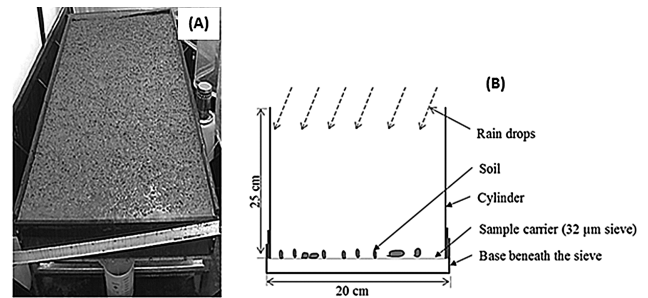 (A)
(B)
Rain drops
Soil
Cylinder
Sample carrier (32 µm sieve)
Base beneath the sieve
25 cm
20 cm